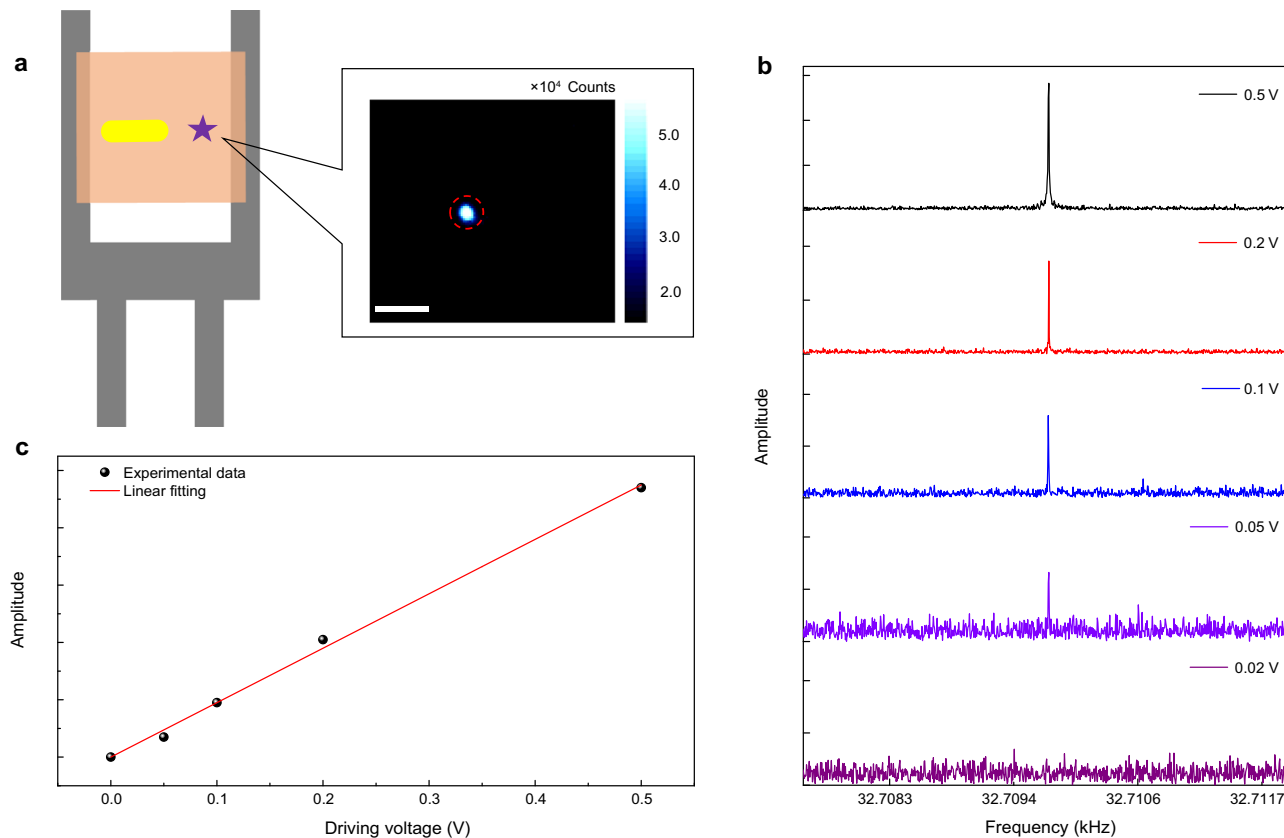 a
×10⁴ Counts
5.0
4.0
3.0
2.0
b
0.5 V
0.2 V
0.1 V
0.05 V
0.02 V
Amplitude
32.7083
32.7094
32.7106
32.7117
Frequency (kHz)
c
Experimental data
Linear fitting
Amplitude
0.0
0.1
0.2
0.3
0.4
0.5
Driving voltage (V)